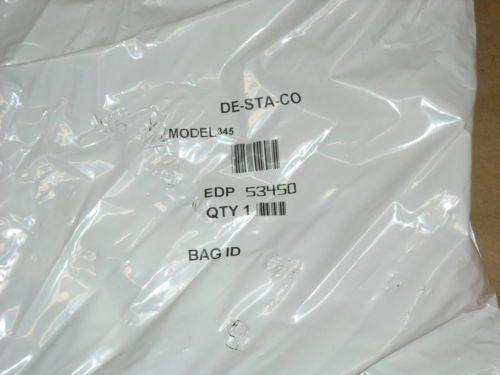 DE-STA-CO
MODEL 345
EDP 53450
QTY 1
BAG ID